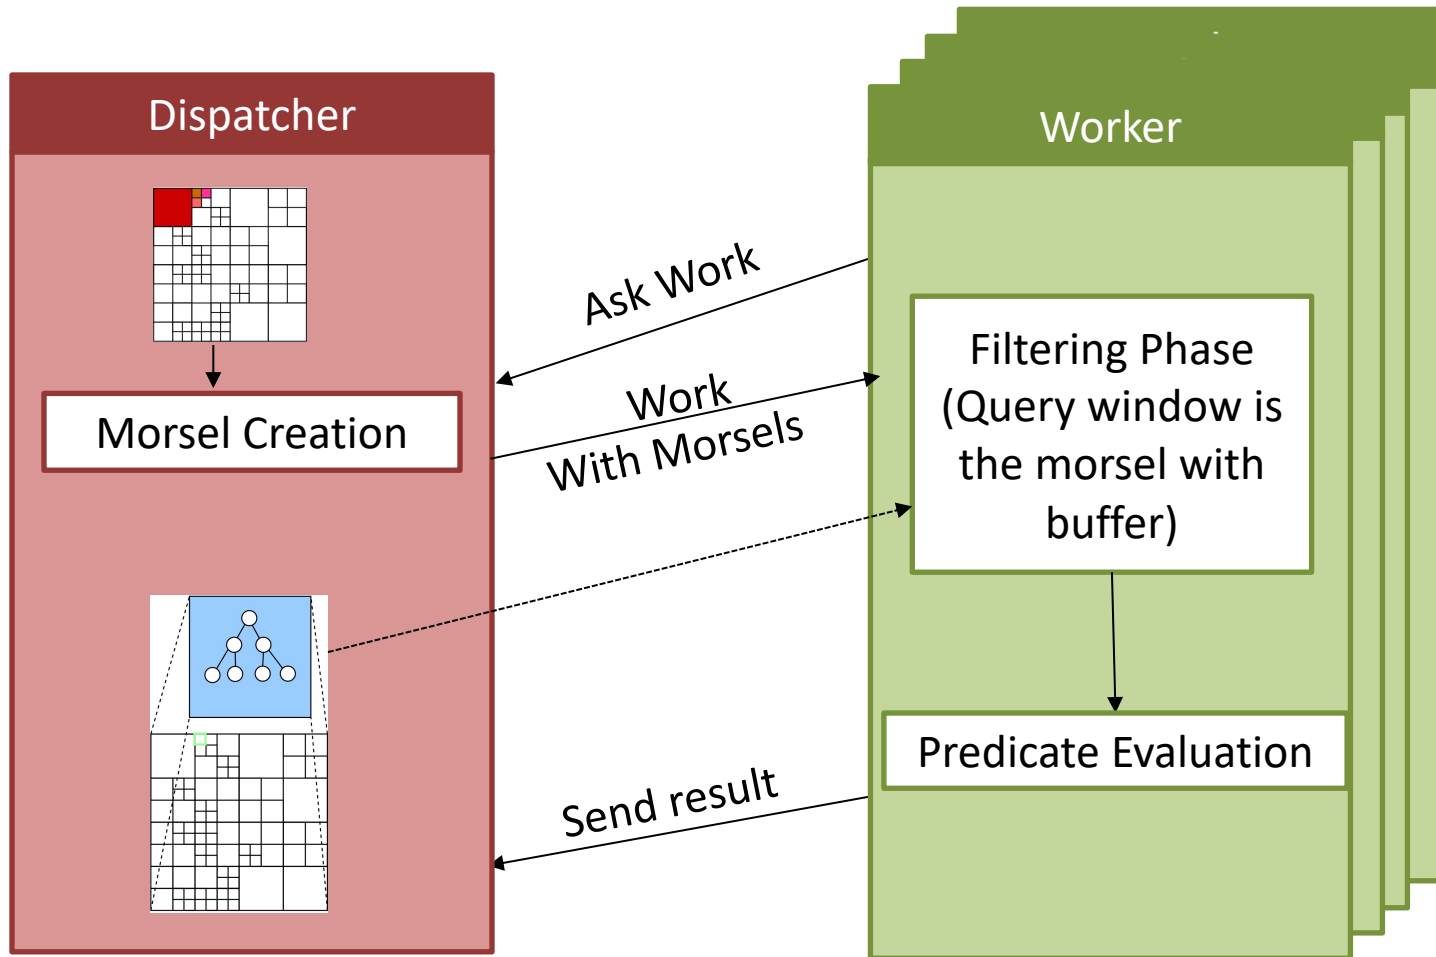 Dispatcher
Morsel Creation
Ask Work
Work
With Morsels
Send result
Worker
Filtering Phase
(Query window is
the morsel with
buffer)
Predicate Evaluation